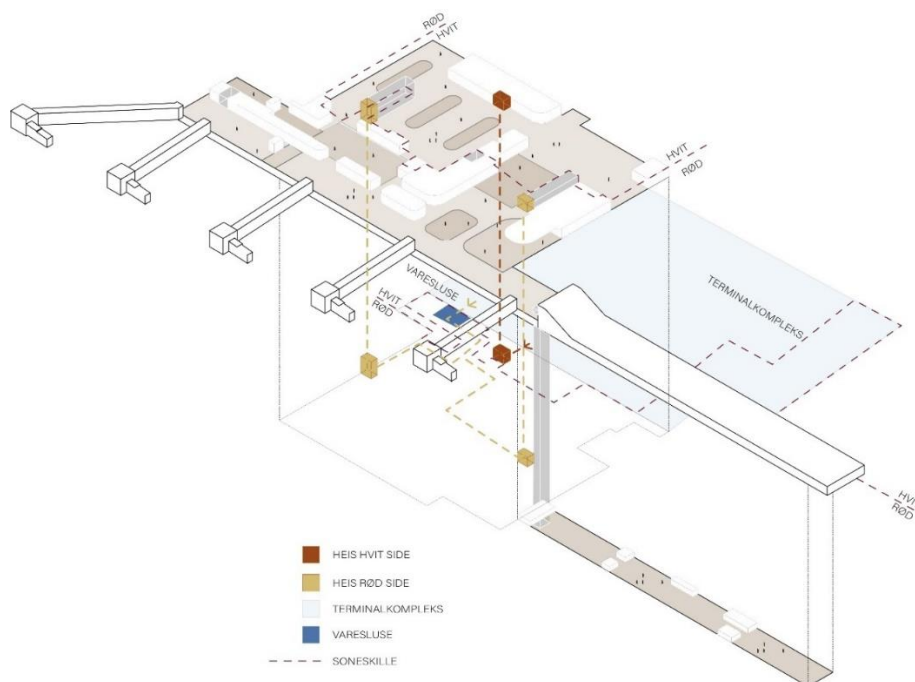 RØD
HVIT
HVIT
RØD
VARESLUSE
HVIT
RØD
TERMINALKOMPLEKS
HVIT
RØD
HEIS HVIT SIDE
HEIS RØD SIDE
TERMINALKOMPLEKS
VARESLUSE
SONESKILLE